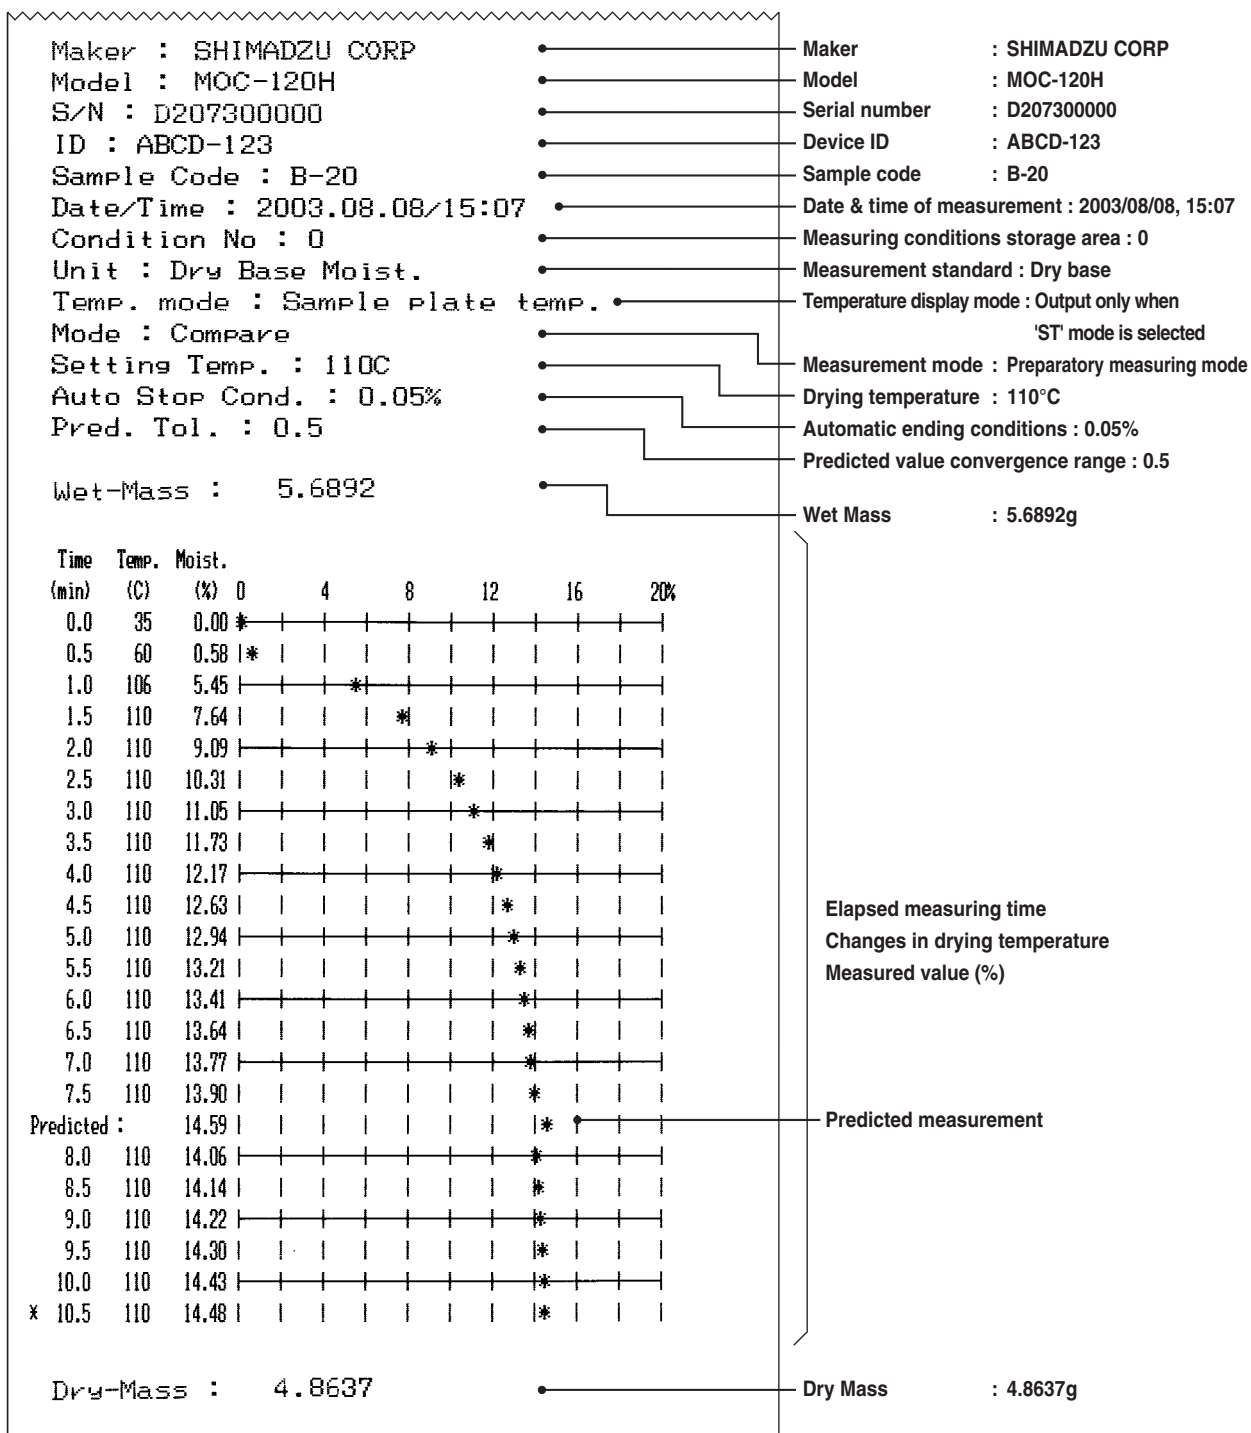 Maker : SHIMADZU CORP
Model : MOC-120H
S/N : D207300000
ID : ABCD-123
Sample Code : B-20
Date/Time : 2003.08.08/15:07
Condition No : 0
Unit : Dry Base Moist.
Temp. mode : Sample plate temp.
Mode : Compare
Setting Temp. : 110C
Auto Stop Cond. : 0.05%
Pred. Tol. : 0.5
Wet-Mass : 5.6892
Time Temp. Moist.
(min) (C) (%) 0 4 8 12 16 20%
0.0 35 0.00
0.5 60 0.58
1.0 106 5.45
1.5 110 7.64
2.0 110 9.09
2.5 110 10.31
3.0 110 11.05
3.5 110 11.73
4.0 110 12.17
4.5 110 12.63
5.0 110 12.94
5.5 110 13.21
6.0 110 13.41
6.5 110 13.64
7.0 110 13.77
7.5 110 13.90
Predicted : 14.59
8.0 110 14.06
8.5 110 14.14
9.0 110 14.22
9.5 110 14.30
10.0 110 14.43
* 10.5 110 14.48
Dry-Mass : 4.8637
Maker : SHIMADZU CORP
Model : MOC-120H
Serial number : D207300000
Device ID : ABCD-123
Sample code : B-20
Date & time of measurement : 2003/08/08, 15:07
Measuring conditions storage area : 0
Measurement standard : Dry base
Temperature display mode : Output only when
'ST' mode is selected
Measurement mode : Preparatory measuring mode
Drying temperature : 110°C
Automatic ending conditions : 0.05%
Predicted value convergence range : 0.5
Wet Mass : 5.6892g
Elapsed measuring time
Changes in drying temperature
Measured value (%)
Predicted measurement
Dry Mass : 4.8637g